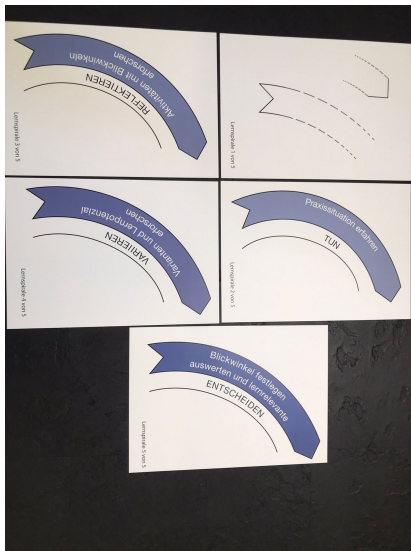 Aktivitäten mit Blickwinkeln
erforschen
REFLEKTIEREN
Lernspirale 3 von 5
Lernspirale 1 von 5
Varianten und Lernpotenzial
erforschen
VARIIEREN
Lernspirale 4 von 5
Praxissituation erfahren
TUN
Lernspirale 2 von 5
Blickwinkel festlegen
auswerten und lernrelevante
ENTSCHEIDEN
Lernspirale 5 von 5